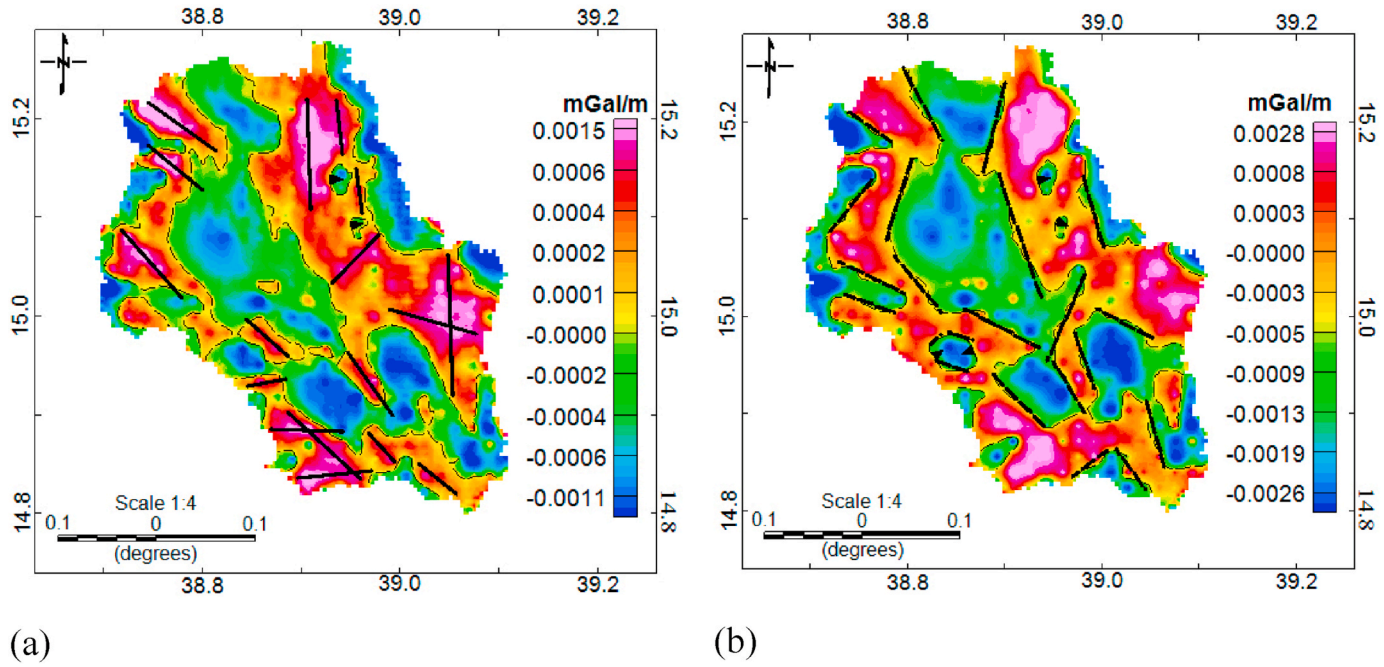 38.8 39.0 39.2
N
mGal/m
15.2
15.2
0.0015
0.0006
0.0004
0.0002
0.0001
-0.0000
-0.0002
-0.0004
-0.0006
-0.0011
15.0
15.0
14.8
14.8
Scale 1:4
0.1 0 0.1
(degrees)
38.8 39.0 39.2
(a)
38.8 39.0 39.2
N
mGal/m
15.2
15.2
0.0028
0.0008
0.0003
-0.0000
-0.0003
-0.0005
-0.0009
-0.0013
-0.0019
-0.0026
15.0
15.0
14.8
14.8
Scale 1:4
0.1 0 0.1
(degrees)
38.8 39.0 39.2
(b)